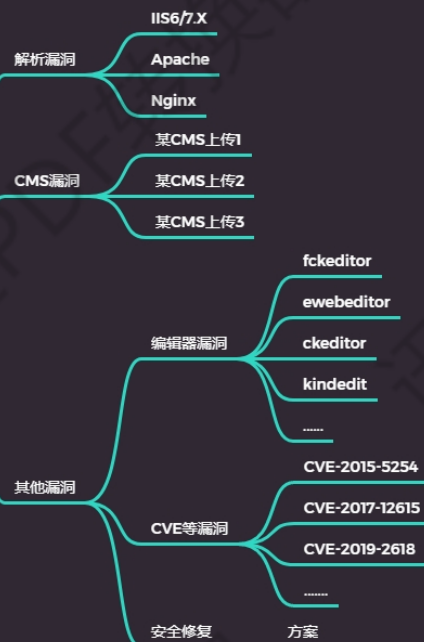 解析漏洞
IIS6/7.X
Apache
Nginx
CMS漏洞
某CMS上传1
某CMS上传2
某CMS上传3
其他漏洞
编辑器漏洞
fckeditor
ewebeditor
ckeditor
kindedit
......
CVE等漏洞
CVE-2015-5254
CVE-2017-12615
CVE-2019-2618
.......
安全修复
方案